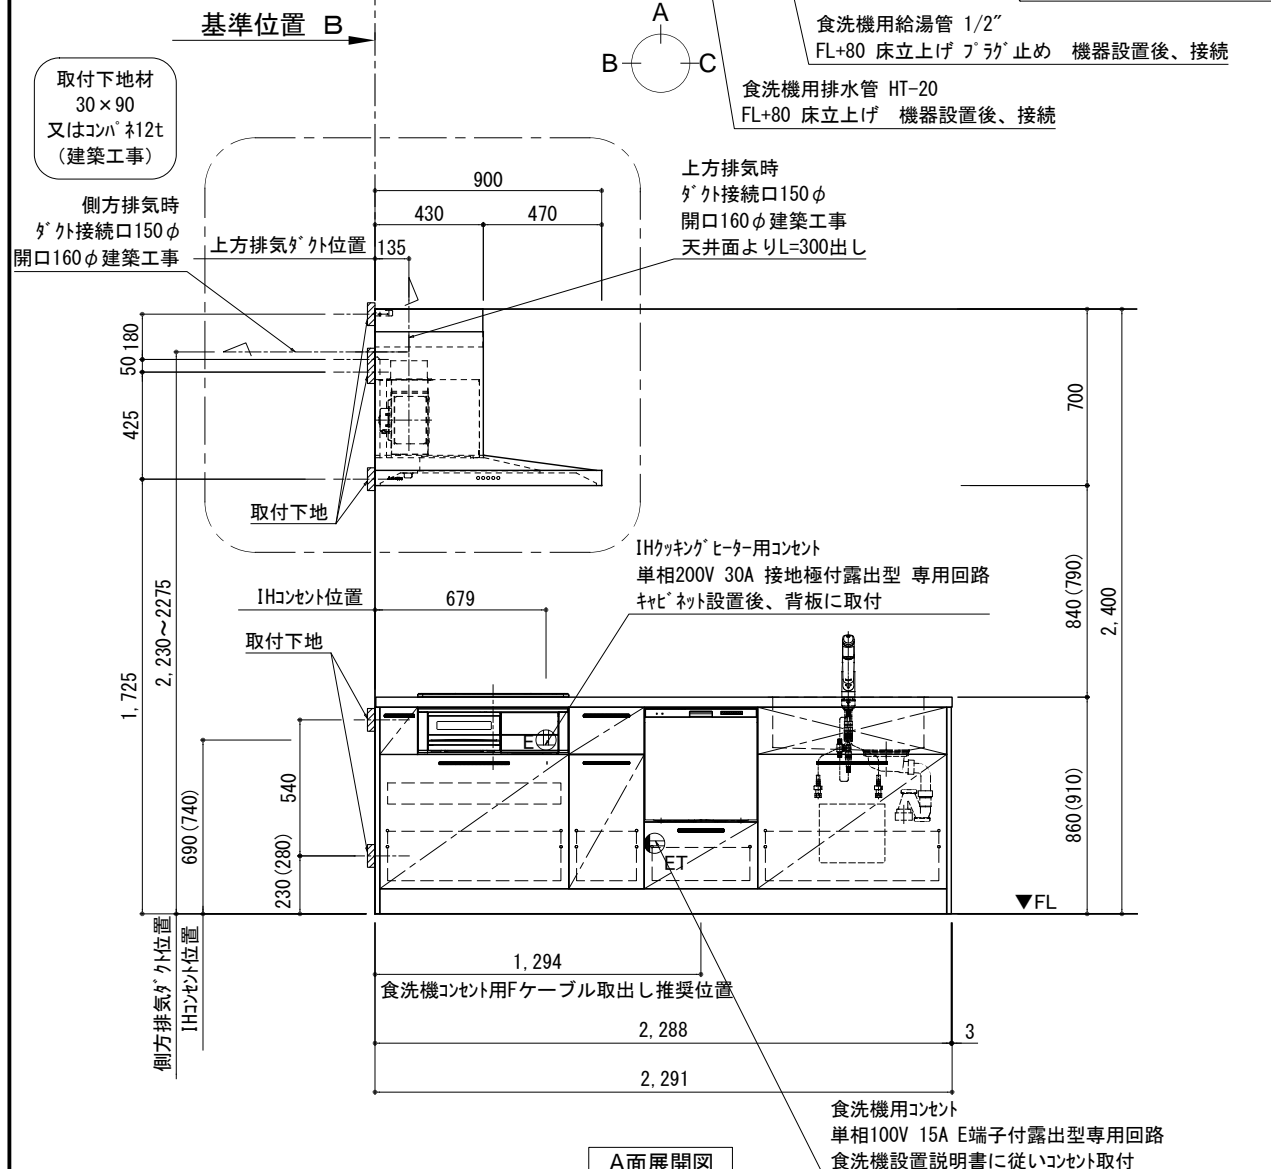 基準位置 B
A
B
C
食洗機用給湯管 1/2″
FL+80 床立上げ プラグ止め 機器設置後、接続
食洗機用排水管 HT-20
FL+80 床立上げ 機器設置後、接続
取付下地材
30×90
又はコンパネ12t
(建築工事)
側方排気時
ダクト接続口150φ
開口160φ建築工事
900
430
470
上方排気ダクト位置
135
上方排気時
ダクト接続口150φ
開口160φ建築工事
天井面よりL=300出し
180
50
425
1,725
2,230~2275
取付下地
700
840(790)
2,400
860(910)
IHクッキングヒーター用コンセント
単相200V 30A 接地極付露出型 専用回路
キャビネット設置後、背板に取付
IHコンセント位置
679
取付下地
690(740)
540
230(280)
E
ET
▼FL
側方排気ダクト位置
IHコンセント位置
1,294
食洗機コンセント用Fケーブル取出し推奨位置
2,288
3
2,291
食洗機用コンセント
単相100V 15A E端子付露出型専用回路
食洗機設置説明書に従いコンセント取付
A面展開図